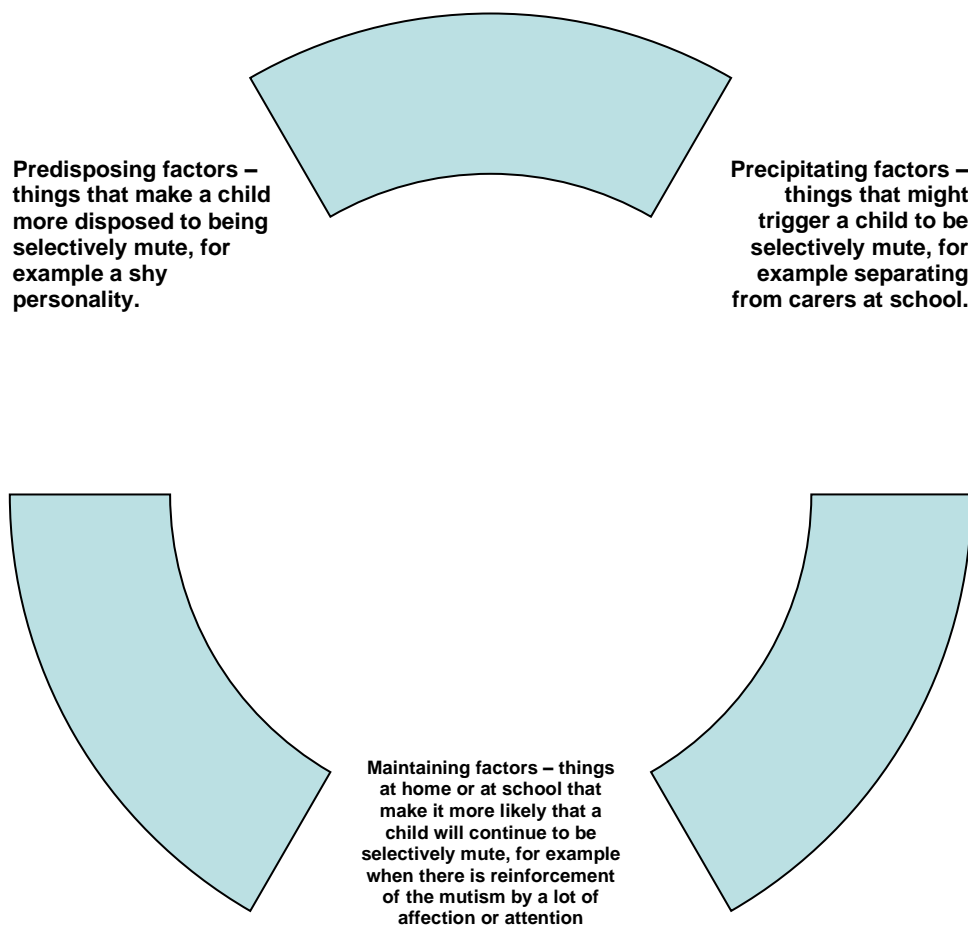 Predisposing factors –
things that make a child
more disposed to being
selectively mute, for
example a shy
personality.
Precipitating factors –
things that might
trigger a child to be
selectively mute, for
example separating
from carers at school.
Maintaining factors – things
at home or at school that
make it more likely that a
child will continue to be
selectively mute, for example
when there is reinforcement
of the mutism by a lot of
affection or attention